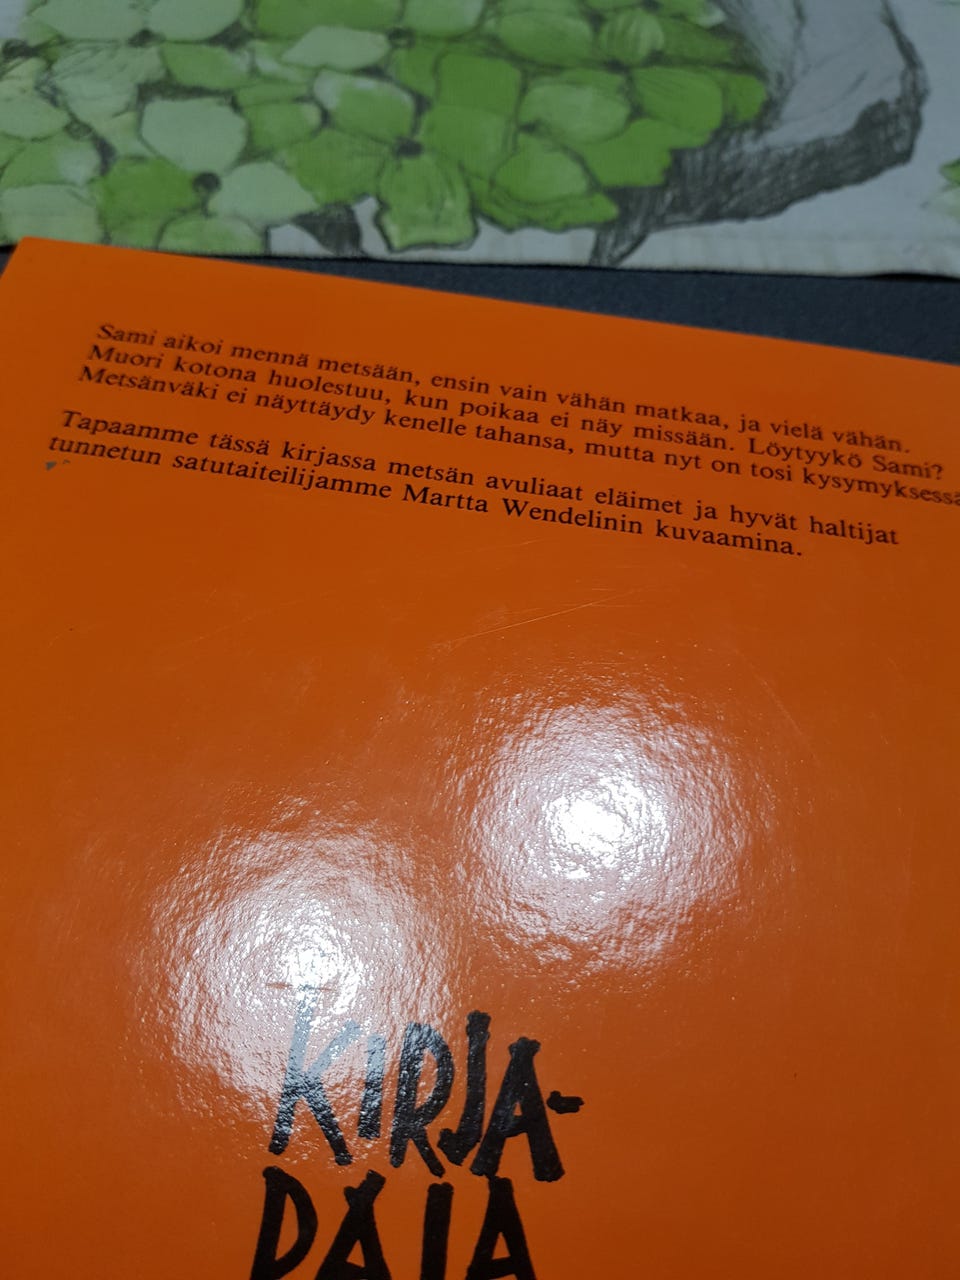 Sami aikoi mennä metsään, ensin vain vähän matkaa, ja vielä vähän.
Muori kotona huolestuu, kun poikaa ei näy missään. Löytyykö Sami?
Metsänväki ei näyttäydy kenelle tahansa, mutta nyt on tosi kysymyksessä
Tapaamme tässä kirjassa metsän avuliaat eläimet ja hyvät haltijat
tunnetun satutaiteilijamme Martta Wendelinin kuvaamina.
KIRJA-
PAJA